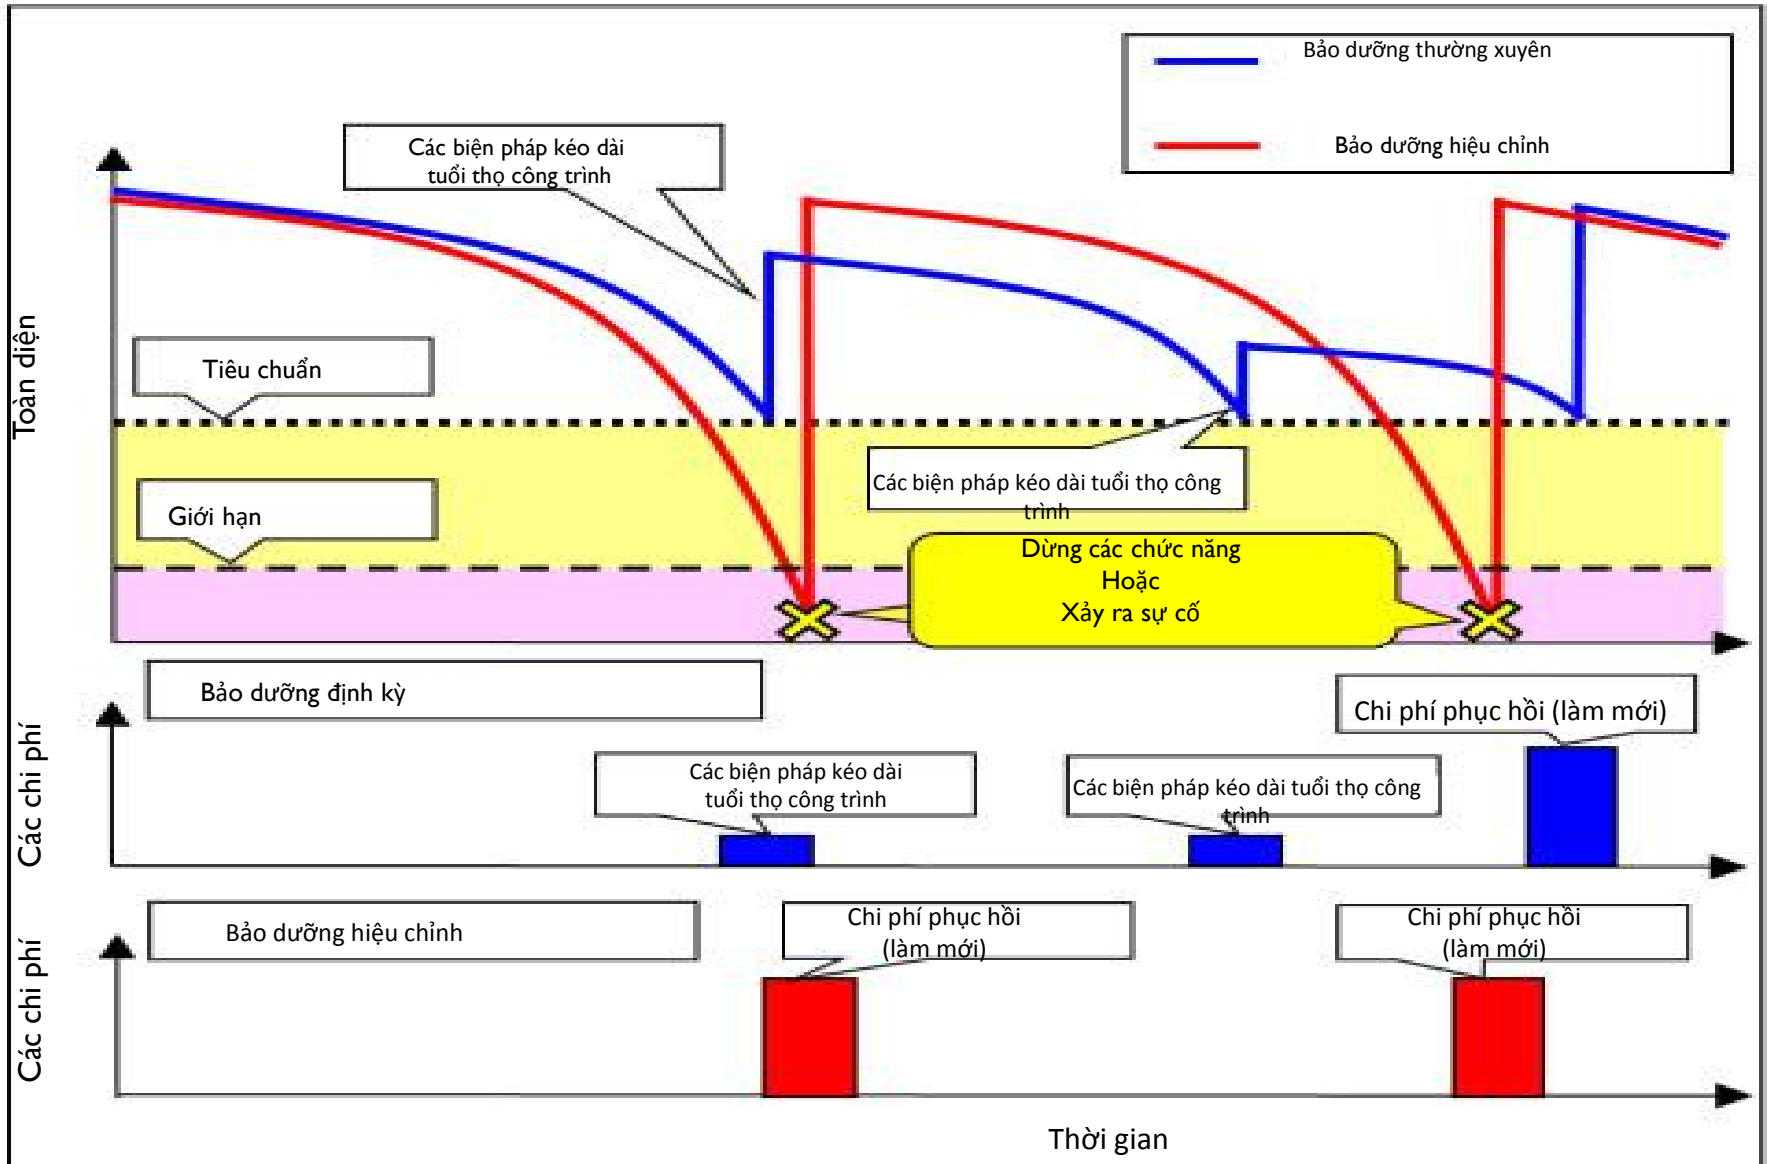 Bảo dưỡng thường xuyên
Bảo dưỡng hiệu chỉnh
Các biện pháp kéo dài
tuổi thọ công trình
Toàn diện
Tiêu chuẩn
Giới hạn
Các biện pháp kéo dài tuổi thọ công
trình
Dừng các chức năng
Hoặc
Xảy ra sự cố
Bảo dưỡng định kỳ
Các chi phí
Các biện pháp kéo dài
tuổi thọ công trình
Các biện pháp kéo dài tuổi thọ công
trình
Chi phí phục hồi (làm mới)
Bảo dưỡng hiệu chỉnh
Các chi phí
Chi phí phục hồi
(làm mới)
Chi phí phục hồi
(làm mới)
Thời gian